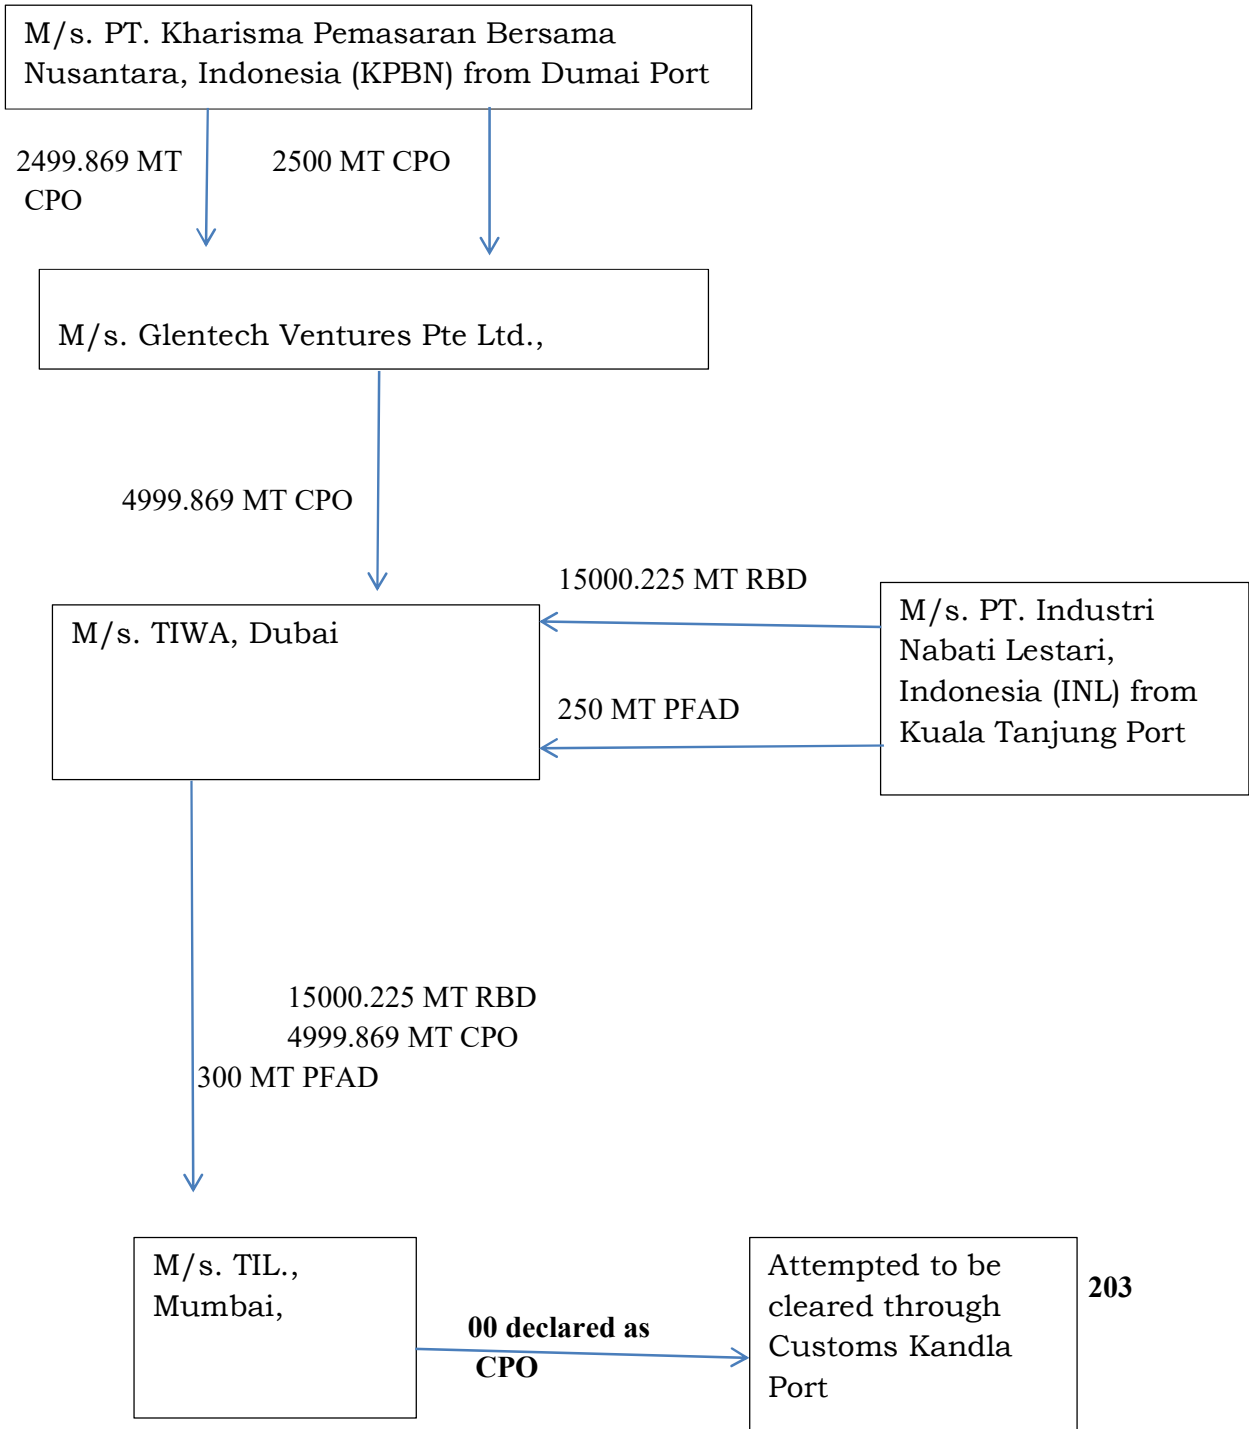 M/s. PT. Kharisma Pemasaran Bersama
Nusantara, Indonesia (KPBN) from Dumai Port
2499.869 MT
CPO
2500 MT CPO
M/s. Glentech Ventures Pte Ltd.,
4999.869 MT CPO
15000.225 MT RBD
M/s. TIWA, Dubai
250 MT PFAD
M/s. PT. Industri
Nabati Lestari,
Indonesia (INL) from
Kuala Tanjung Port
15000.225 MT RBD
4999.869 MT CPO
300 MT PFAD
M/s. TIL.,
Mumbai,
00 declared as
CPO
Attempted to be
cleared through
Customs Kandla
Port
203